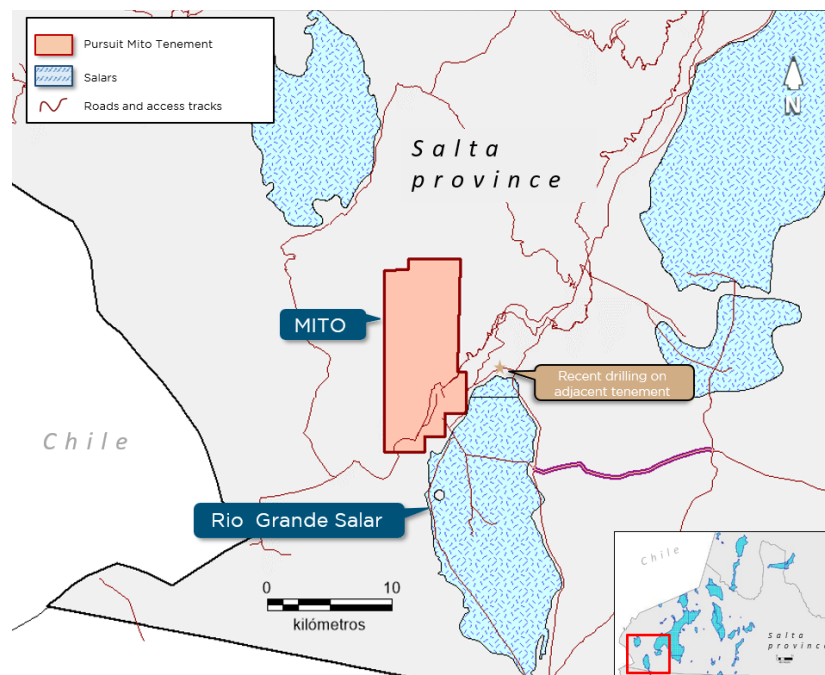 Pursuit Mito Tenement
Salars
Roads and access tracks
N
Salta
province
MITO
Recent drilling on
adjacent tenement
Chile
Rio Grande Salar
0 10
kilómetros
Chile
Salta
province